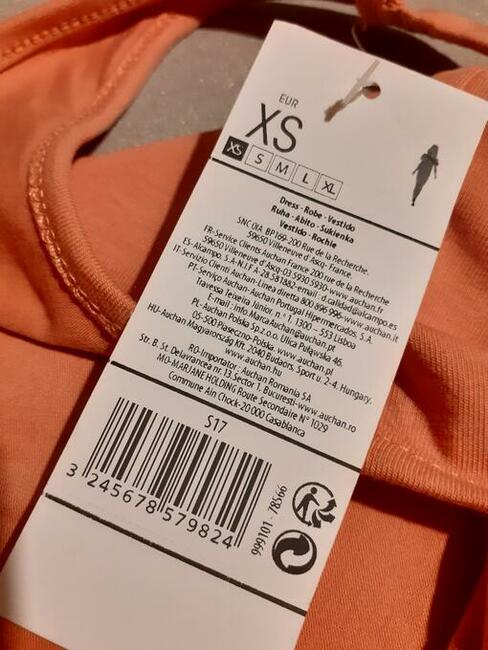 EUR
XS
XS S M L XL
Dress - Robe - Vestido
Ruha - Abito - Sukienka
Vestido - Rochie
SNC OIA BP169-200 Rue de la Recherche.
59650 Villeneuve d'Ascq- France.
FR-Service Clients Auchan France 200 rue de la Recherche
59650 Villeneuve d'Ascq-03 5930 5930-www.auchan.fr
ES-Alcampo. S.A-N.I.F A-28 581882-email : d.calidad@alcampo.es
IT-Servizio Clienti Auchan-Linea diretta 800 896 996-www.auchan.it
PT-Serviço Auchan-Auchan Portugal Hipermercados, S.A.
Travessa Teixeira Júnior, n° 1, 1300 – 553 Lisboa
E-mail : Info.MarcaAuchan@auchan.pt
PL-Auchan Polska Sp.z o.o. Ulica Puławska 46.
05-500 Piaseczno-Polska. www.auchan.pl
HU-Auchan Magyarország Kft. 2040 Budaors, Sport u. 2-4. Hungary.
www.auchan.hu
RO-Importator : Auchan Romania SA
Str. B. St. Delavrancea nr. 13 Sector 1, Bucuresti-www.auchan.ro
MO-MARJANE HOLDING Route Secondaire N° 1029
Commune Ain Chock-20 000 Casablanca
S17
3 245678 579824
999101 - 78566